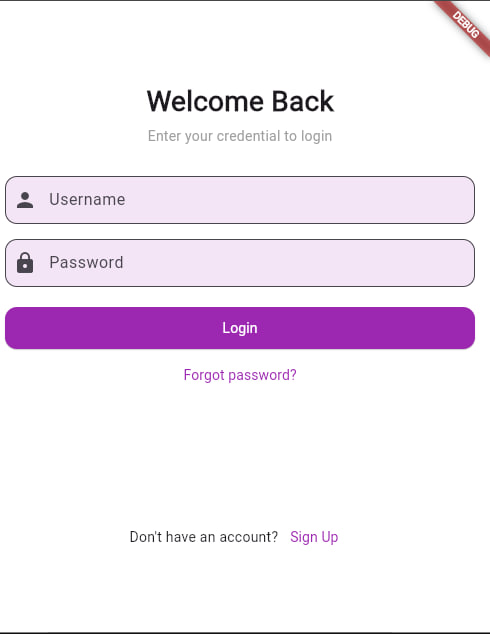 DEBUG
Welcome Back
Enter your credential to login
Username
Password
Login
Forgot password?
Don't have an account? Sign Up